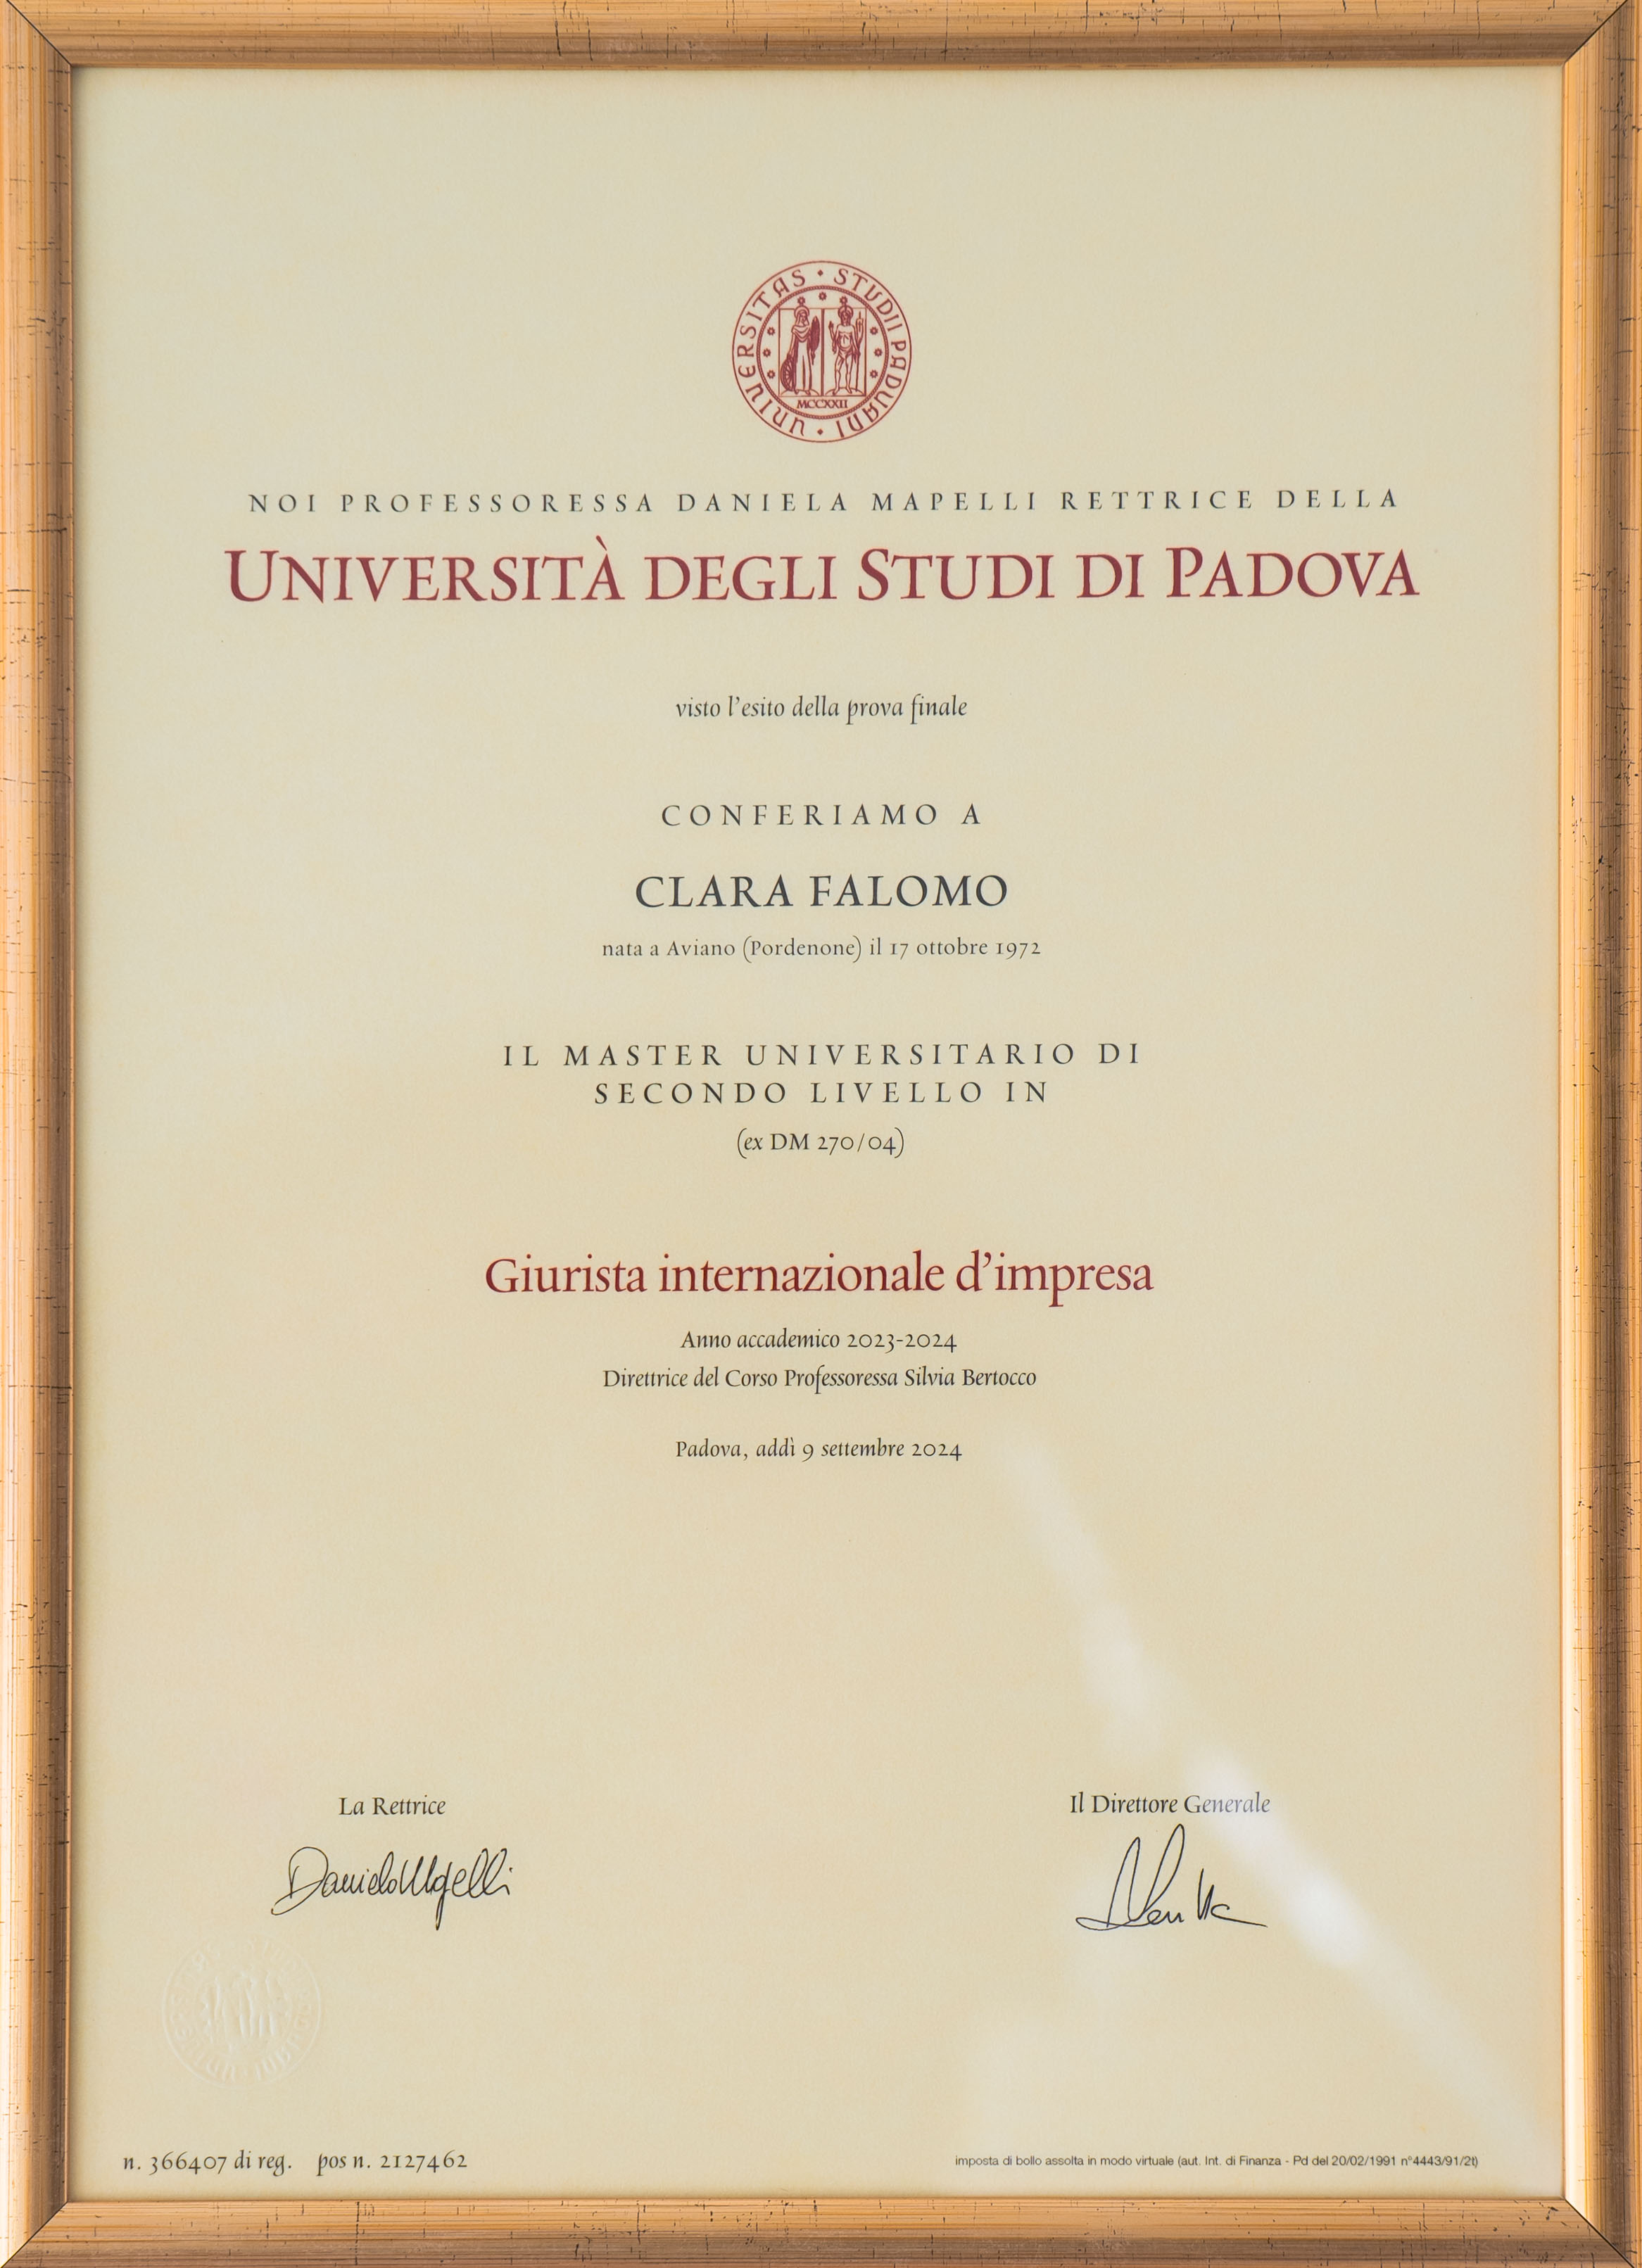 UNIVERSITAS · STUDII PADUANI ·
MCCXXII
NOI PROFESSORESSA DANIELA MAPELLI RETTRICE DELLA
UNIVERSITÀ DEGLI STUDI DI PADOVA
visto l'esito della prova finale
CONFERIAMO A
CLARA FALOMO
nata a Aviano (Pordenone) il 17 ottobre 1972
IL MASTER UNIVERSITARIO DI
SECONDO LIVELLO IN
(ex DM 270/04)
Giurista internazionale d'impresa
Anno accademico 2023-2024
Direttrice del Corso Professoressa Silvia Bertocco
Padova, addì 9 settembre 2024
La Rettrice
Il Direttore Generale
n. 366407 di reg. pos n. 2127462
imposta di bollo assolta in modo virtuale (aut. Int. di Finanza - Pd del 20/02/1991 n°4443/91/2t)